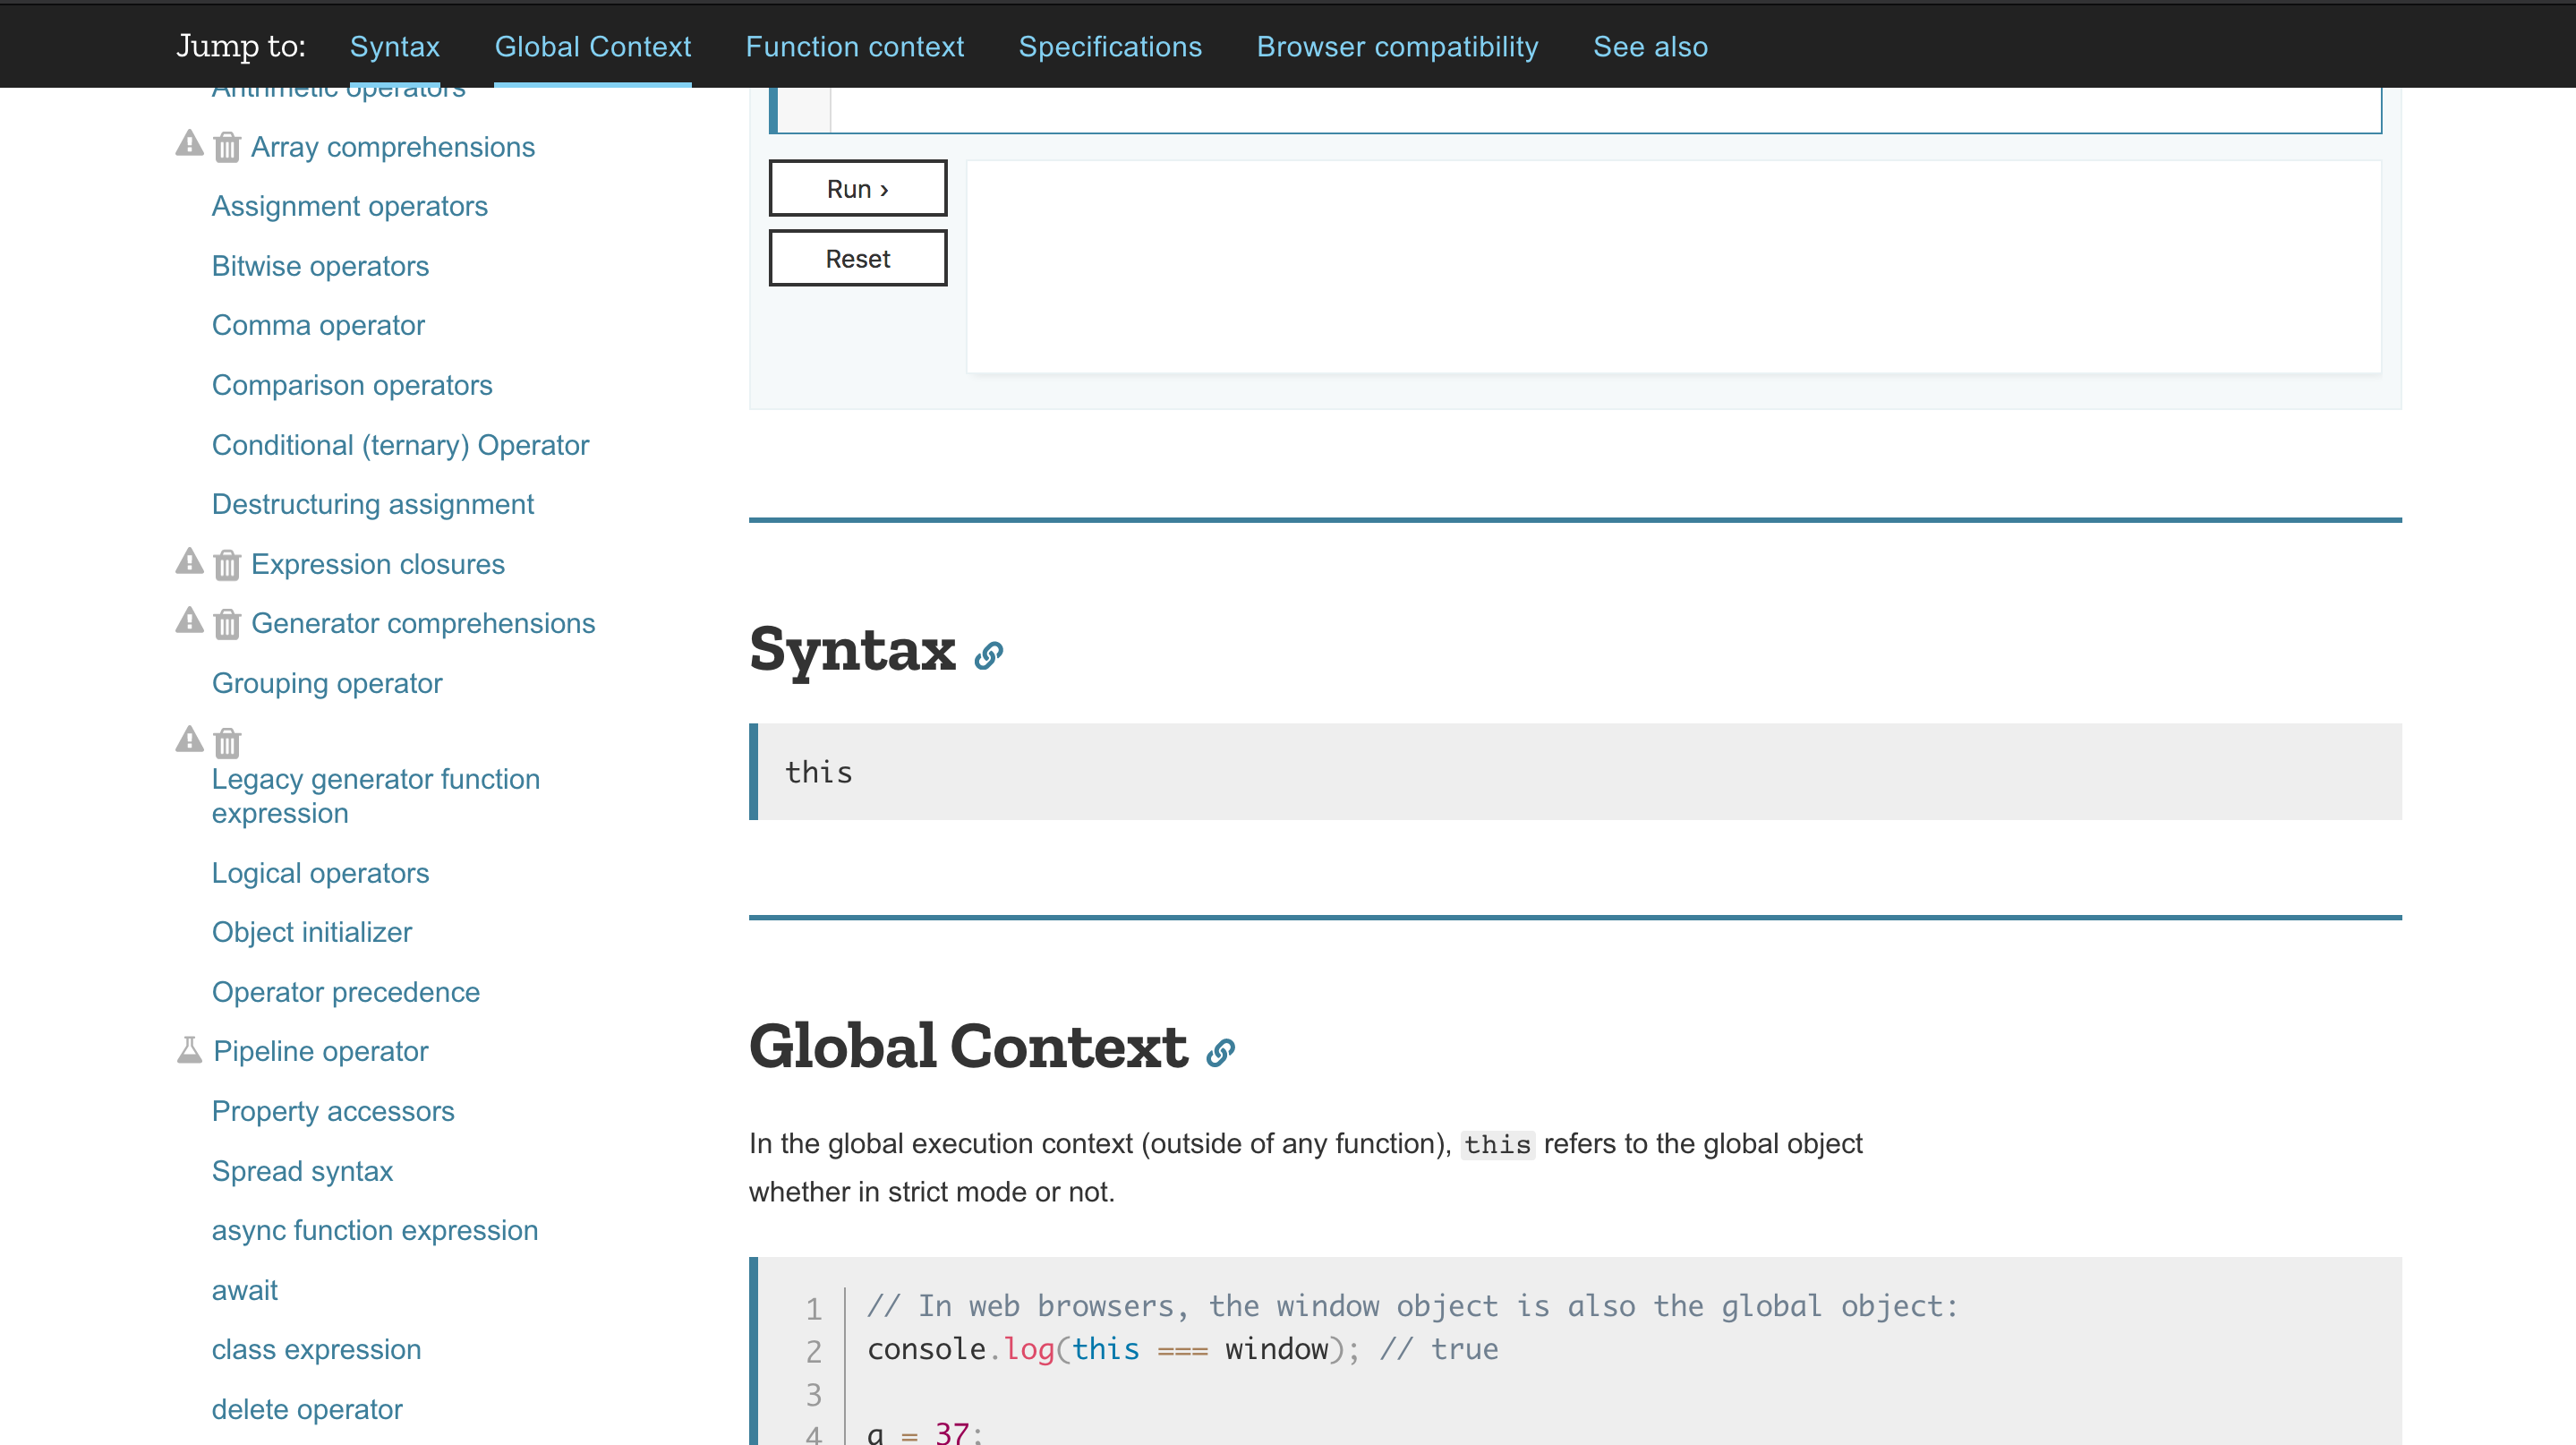 Jump to: Syntax Global Context Function context Specifications Browser compatibility See also
Arithmetic operators
Array comprehensions
Assignment operators
Bitwise operators
Comma operator
Comparison operators
Conditional (ternary) Operator
Destructuring assignment
Expression closures
Generator comprehensions
Grouping operator
Legacy generator function
expression
Logical operators
Object initializer
Operator precedence
Pipeline operator
Property accessors
Spread syntax
async function expression
await
class expression
delete operator
Run ›
Reset
Syntax
this
Global Context
In the global execution context (outside of any function), this refers to the global object
whether in strict mode or not.
1 // In web browsers, the window object is also the global object:
2 console.log(this === window); // true
3
4 a = 37;